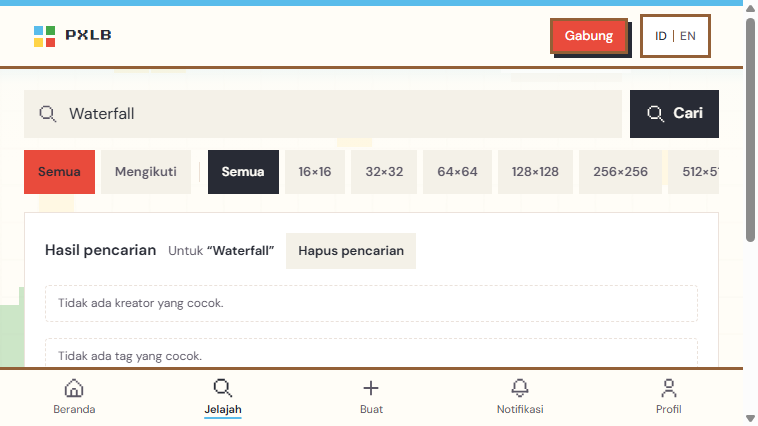 PXLB
Gabung
ID | EN
Waterfall
Cari
Semua
Mengikuti
Semua
16×16
32×32
64×64
128×128
256×256
Hasil pencarian
Untuk “Waterfall”
Hapus pencarian
Tidak ada kreator yang cocok.
Tidak ada tag yang cocok.
Beranda
Jelajah
Buat
Notifikasi
Profil